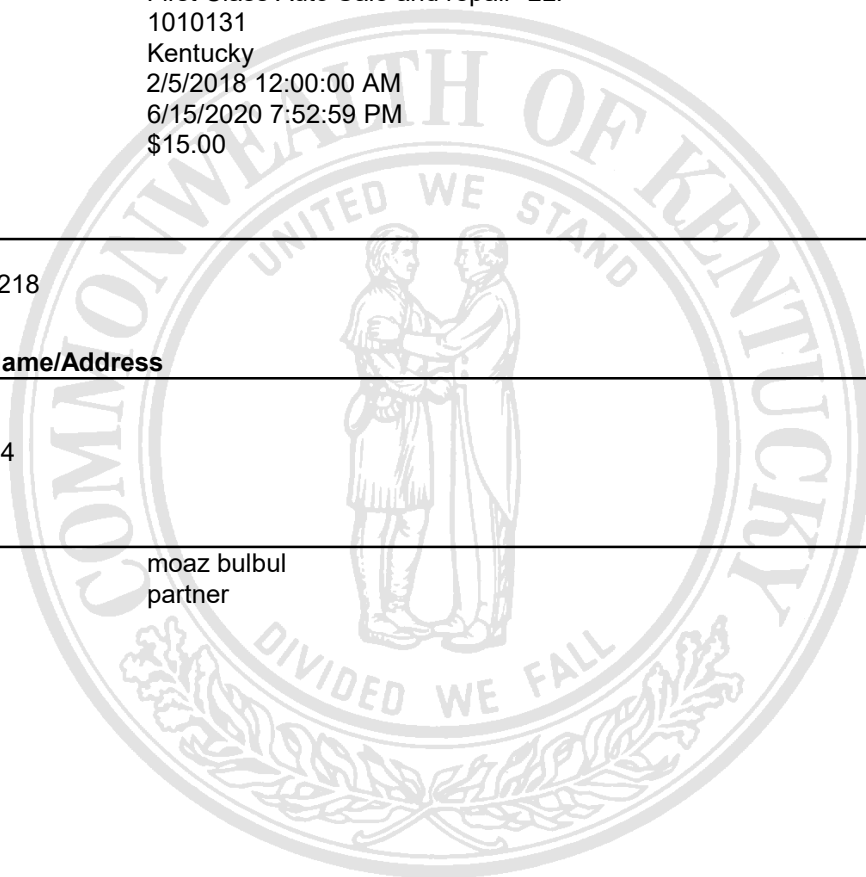 1010131
Kentucky
2/5/2018 12:00:00 AM
6/15/2020 7:52:59 PM
$15.00
COMMONWEALTH OF KENTUCKY
UNITED WE STAND
218
ame/Address
4
moaz bulbul
partner
DIVIDED WE FALL